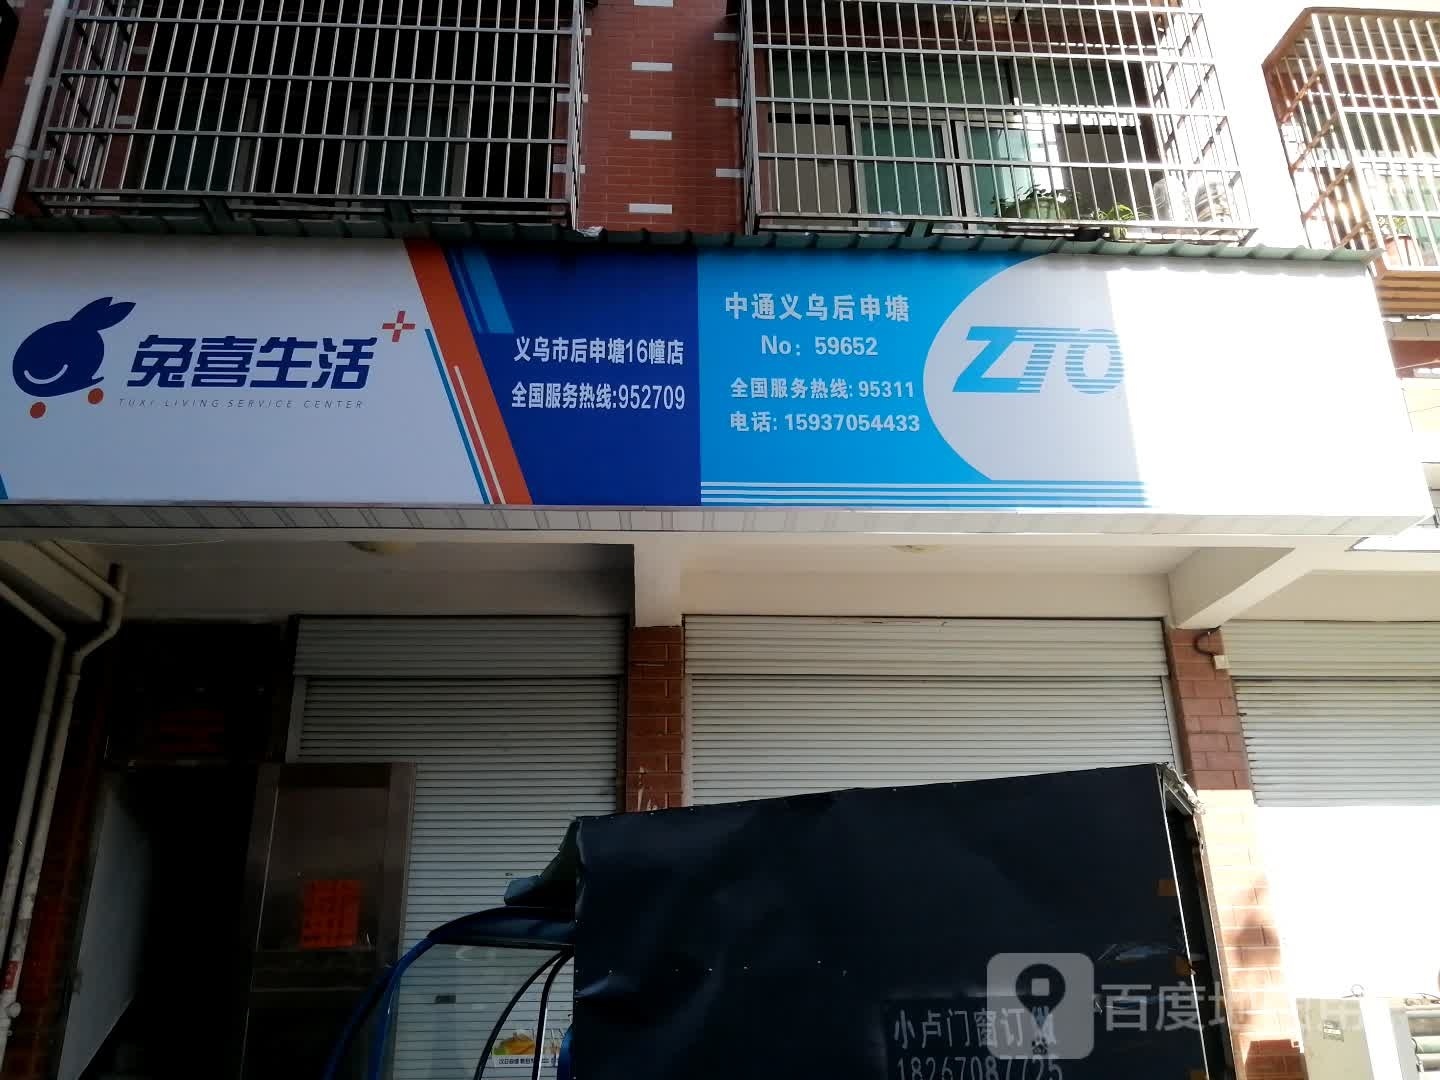 兔喜生活
TUXI LIVING SERVICE CENTER
义乌市后申塘16幢店
全国服务热线:952709
中通义乌后申塘
No：59652
全国服务热线: 95311
电话: 15937054433
ZTO
小卢门窗订
18267087725
百度地